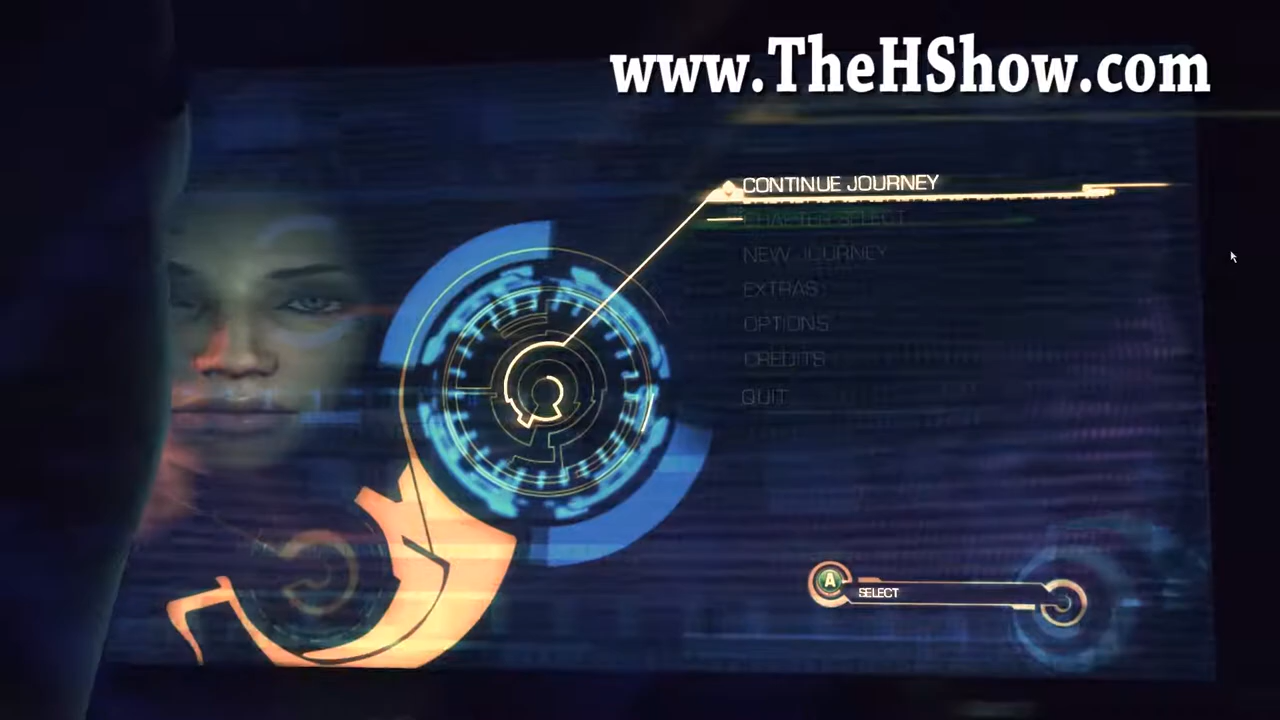 www.TheHShow.com
CONTINUE JOURNEY
CHAPTER SELECT
NEW JOURNEY
EXTRAS
OPTIONS
CREDITS
QUIT
A
SELECT